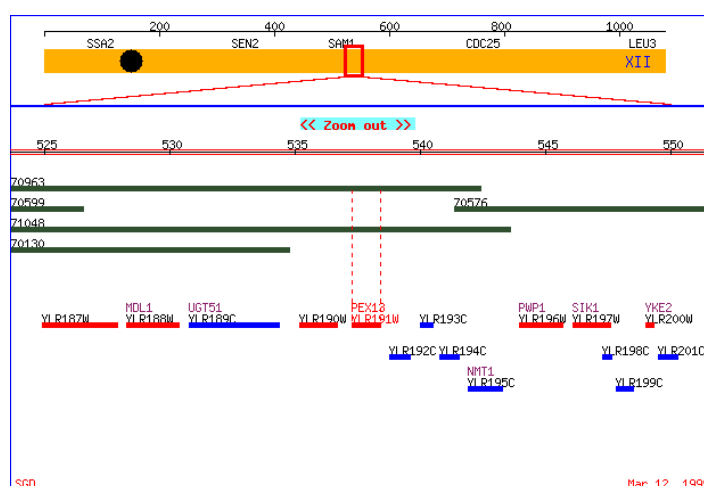 200 400 600 800 1000
SSA2 SEN2 SAM1 CDC25 LEU3
XII
<< Zoom out >>
525 530 535 540 545 550
70963
70599 70576
71048
70130
MDL1 UGT51 PEX13 PWP1 SIK1 YKE2
YLR187W YLR188W YLR189C YLR190W YLR191W YLR193C YLR196W YLR197W YLR200W
YLR192C YLR194C YLR198C YLR201C
NMT1
YLR195C YLR199C
SGD Mar 12, 199